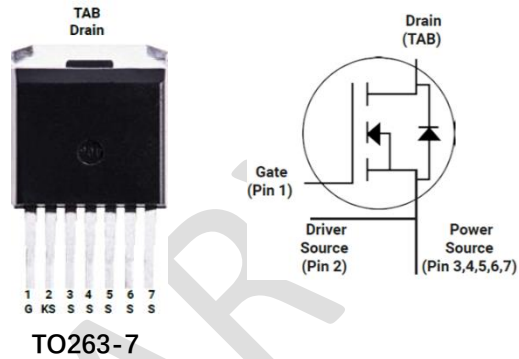 TAB
Drain
1 2 3 4 5 6 7
G KS S S S S S
TO263-7
Drain
(TAB)
Gate
(Pin 1)
Driver
Source
(Pin 2)
Power
Source
(Pin 3,4,5,6,7)